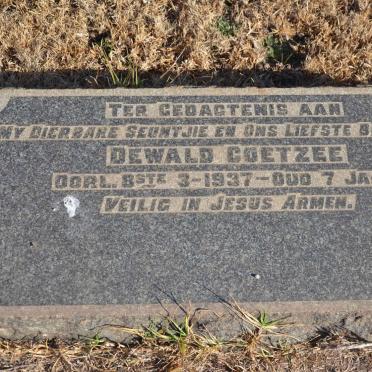 TER GEDAGTENIS AAN
MY DIERBARE SEUNTJIE EN ONS LIEFSTE
DEWALD COETZEE
OORL. 8STE 3-1937-OUD 7 JA
VEILIG IN JESUS ARMEN.